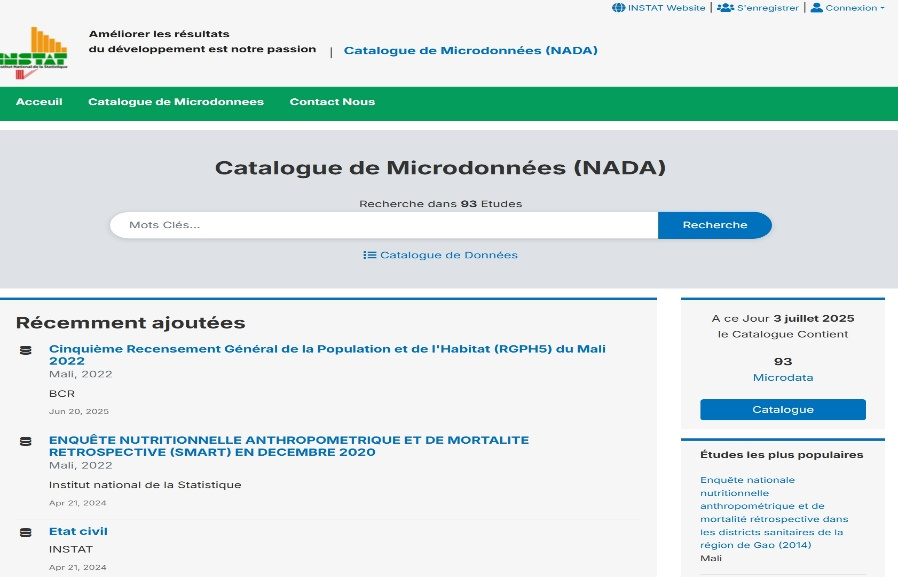 INSTAT Website | S'enregistrer | Connexion
INSTAT
Institut National de la Statistique
Améliorer les résultats
du développement est notre passion | Catalogue de Microdonnées (NADA)
Acceuil Catalogue de Microdonnees Contact Nous
Catalogue de Microdonnées (NADA)
Recherche dans 93 Etudes
Mots Clés... Recherche
Catalogue de Données
Récemment ajoutées
Cinquième Recensement Général de la Population et de l'Habitat (RGPH5) du Mali
2022
Mali, 2022
BCR
Jun 20, 2025
ENQUÊTE NUTRITIONNELLE ANTHROPOMETRIQUE ET DE MORTALITE
RETROSPECTIVE (SMART) EN DECEMBRE 2020
Mali, 2022
Institut national de la Statistique
Apr 21, 2024
Etat civil
INSTAT
Apr 21, 2024
A ce Jour 3 juillet 2025
le Catalogue Contient
93
Microdata
Catalogue
Études les plus populaires
Enquête nationale
nutritionnelle
anthropométrique et de
mortalité rétrospective dans
les districts sanitaires de la
région de Gao (2014)
Mali